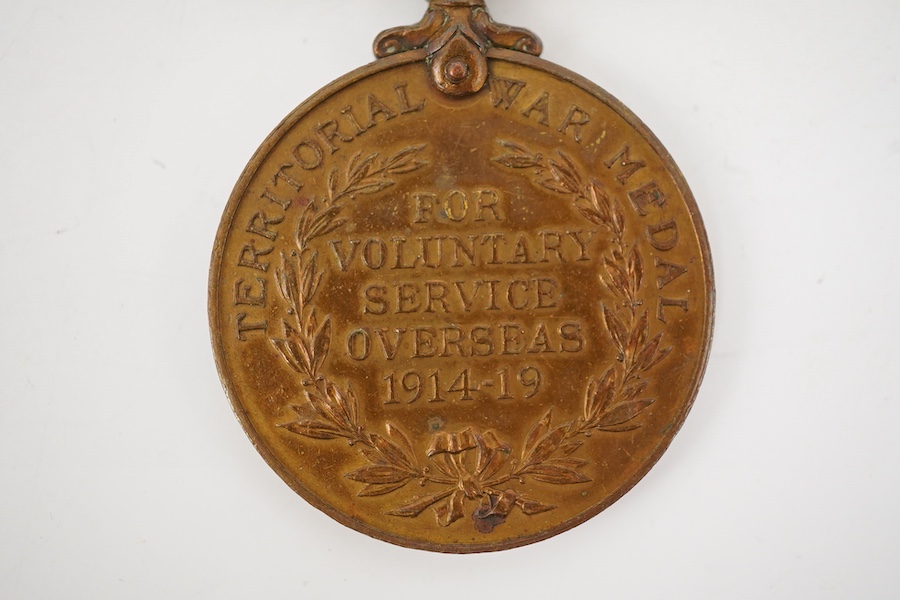 TERRITORIAL WAR MEDAL
FOR
VOLUNTARY
SERVICE
OVERSEAS
1914-19